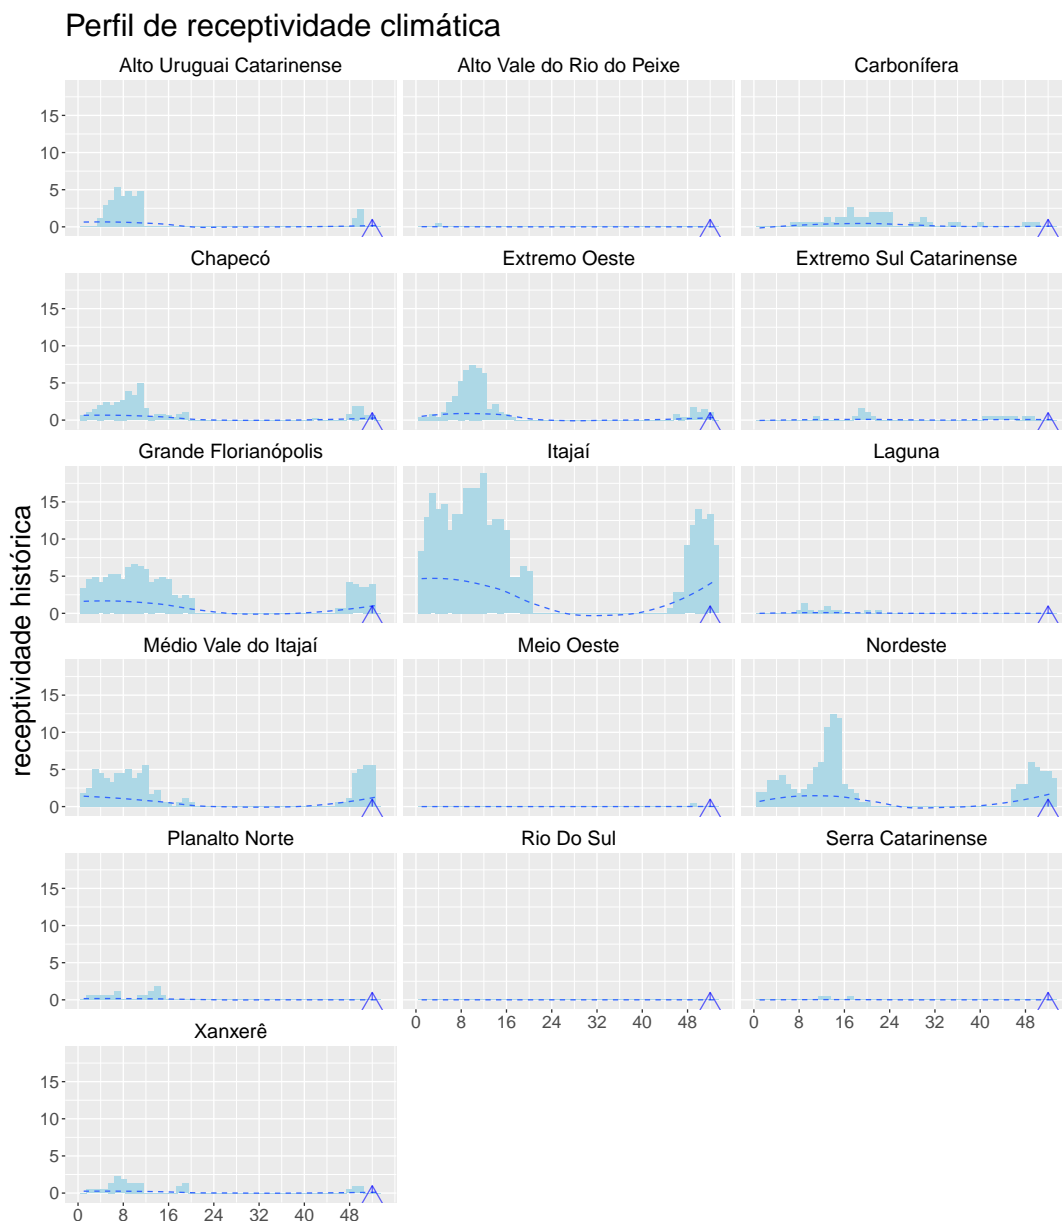 Perfil de receptividade climática
Alto Uruguai Catarinense
Alto Vale do Rio do Peixe
Carbonífera
15
10
5
0
Chapecó
Extremo Oeste
Extremo Sul Catarinense
15
10
5
0
Grande Florianópolis
Itajaí
Laguna
15
10
5
0
receptividade histórica
Médio Vale do Itajaí
Meio Oeste
Nordeste
15
10
5
0
Planalto Norte
Rio Do Sul
Serra Catarinense
15
10
5
0
0 8 16 24 32 40 48
0 8 16 24 32 40 48
Xanxerê
15
10
5
0
0 8 16 24 32 40 48